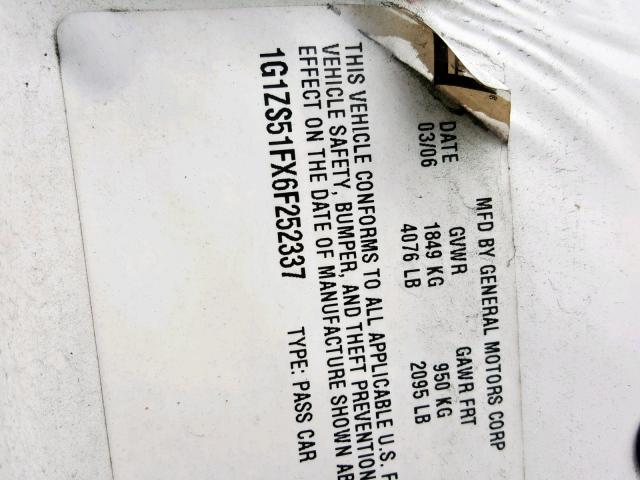 MFD BY GENERAL MOTORS CORP
DATE GVWR GAWR FRT
03/06 1849 KG 950 KG
4076 LB 2095 LB
THIS VEHICLE CONFORMS TO ALL APPLICABLE U.S. F
VEHICLE SAFETY, BUMPER, AND THEFT PREVENTION
EFFECT ON THE DATE OF MANUFACTURE SHOWN AB
1G1ZS51FX6F252337 TYPE: PASS CAR